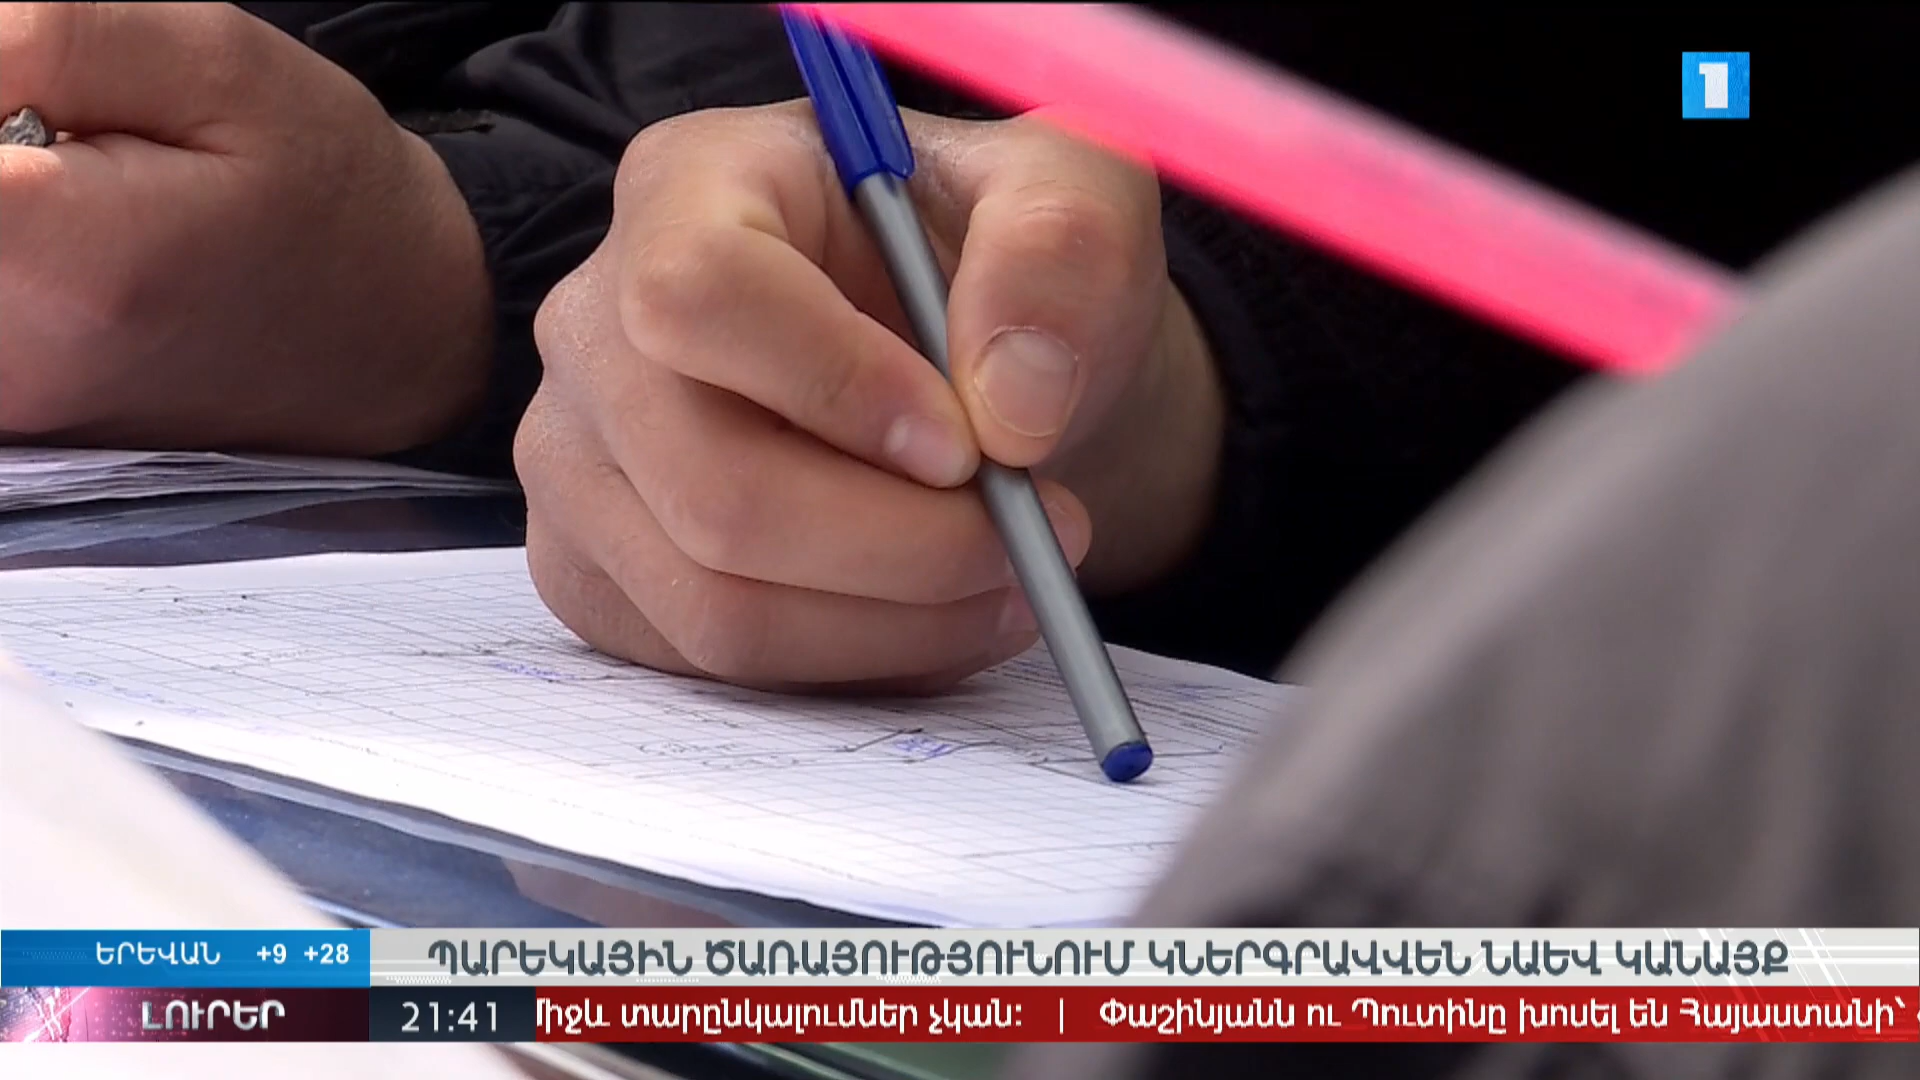 1
ԵՐԵՎԱՆ +9 +28
ՊԱՐԵԿԱՅԻՆ ԾԱՌԱՅՈՒԹՅՈՒՆՈՒՄ ԿՆԵՐԳՐԱՎՎԵՆ ՆԱԵՎ ԿԱՆԱՅՔ
ԼՈՒՐԵՐ
21:41
միջև տարընկալումներ չկան: | Փաշինյանն ու Պուտինը խոսել են Հայաստանի՝